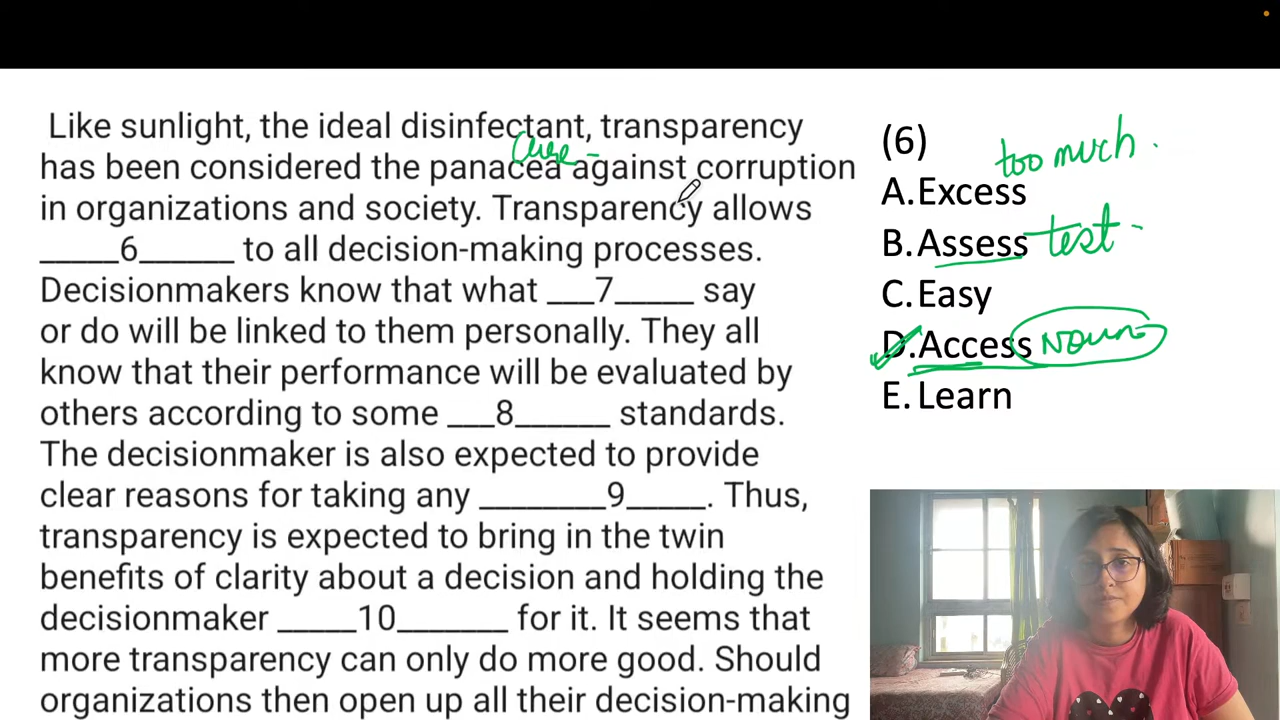 Like sunlight, the ideal disinfectant, transparency
cure -
has been considered the panacea against corruption
in organizations and society. Transparency allows
_____6______ to all decision-making processes.
Decisionmakers know that what ___7_____ say
or do will be linked to them personally. They all
know that their performance will be evaluated by
others according to some ___8______ standards.
The decisionmaker is also expected to provide
clear reasons for taking any ________9_____. Thus,
transparency is expected to bring in the twin
benefits of clarity about a decision and holding the
decisionmaker _____10_______ for it. It seems that
more transparency can only do more good. Should
organizations then open up all their decision-making
(6)
too much.
A.Excess
B.Assess test -
C.Easy
D.Access NOUN
E. Learn